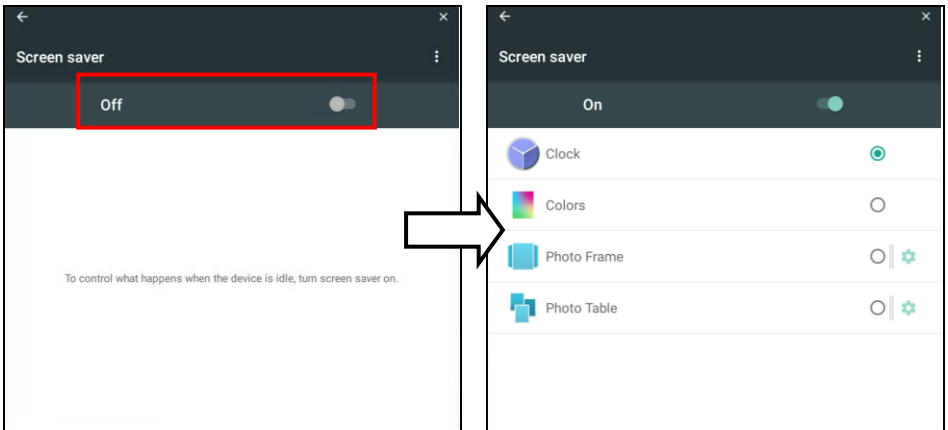 Screen saver
Off
To control what happens when the device is idle, turn screen saver on.
Screen saver
On
Clock
Colors
Photo Frame
Photo Table